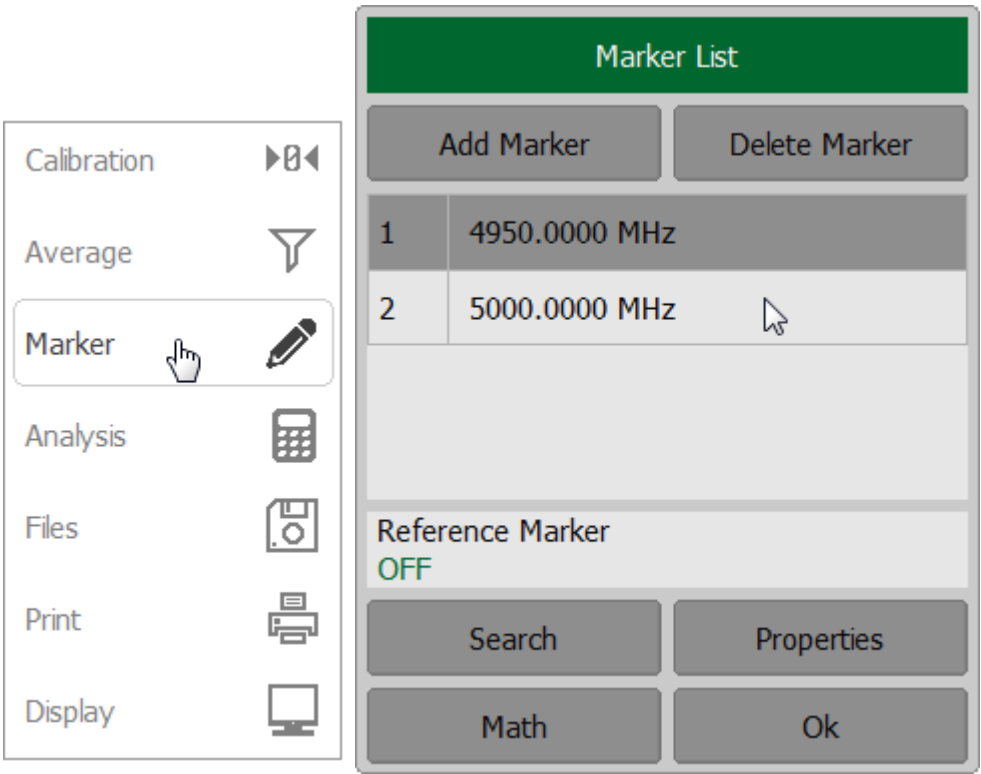 Marker List
Add Marker
Delete Marker
Calibration
Average
Marker
Analysis
Files
Print
Display
1 4950.0000 MHz
2 5000.0000 MHz
Reference Marker
OFF
Search
Properties
Math
Ok